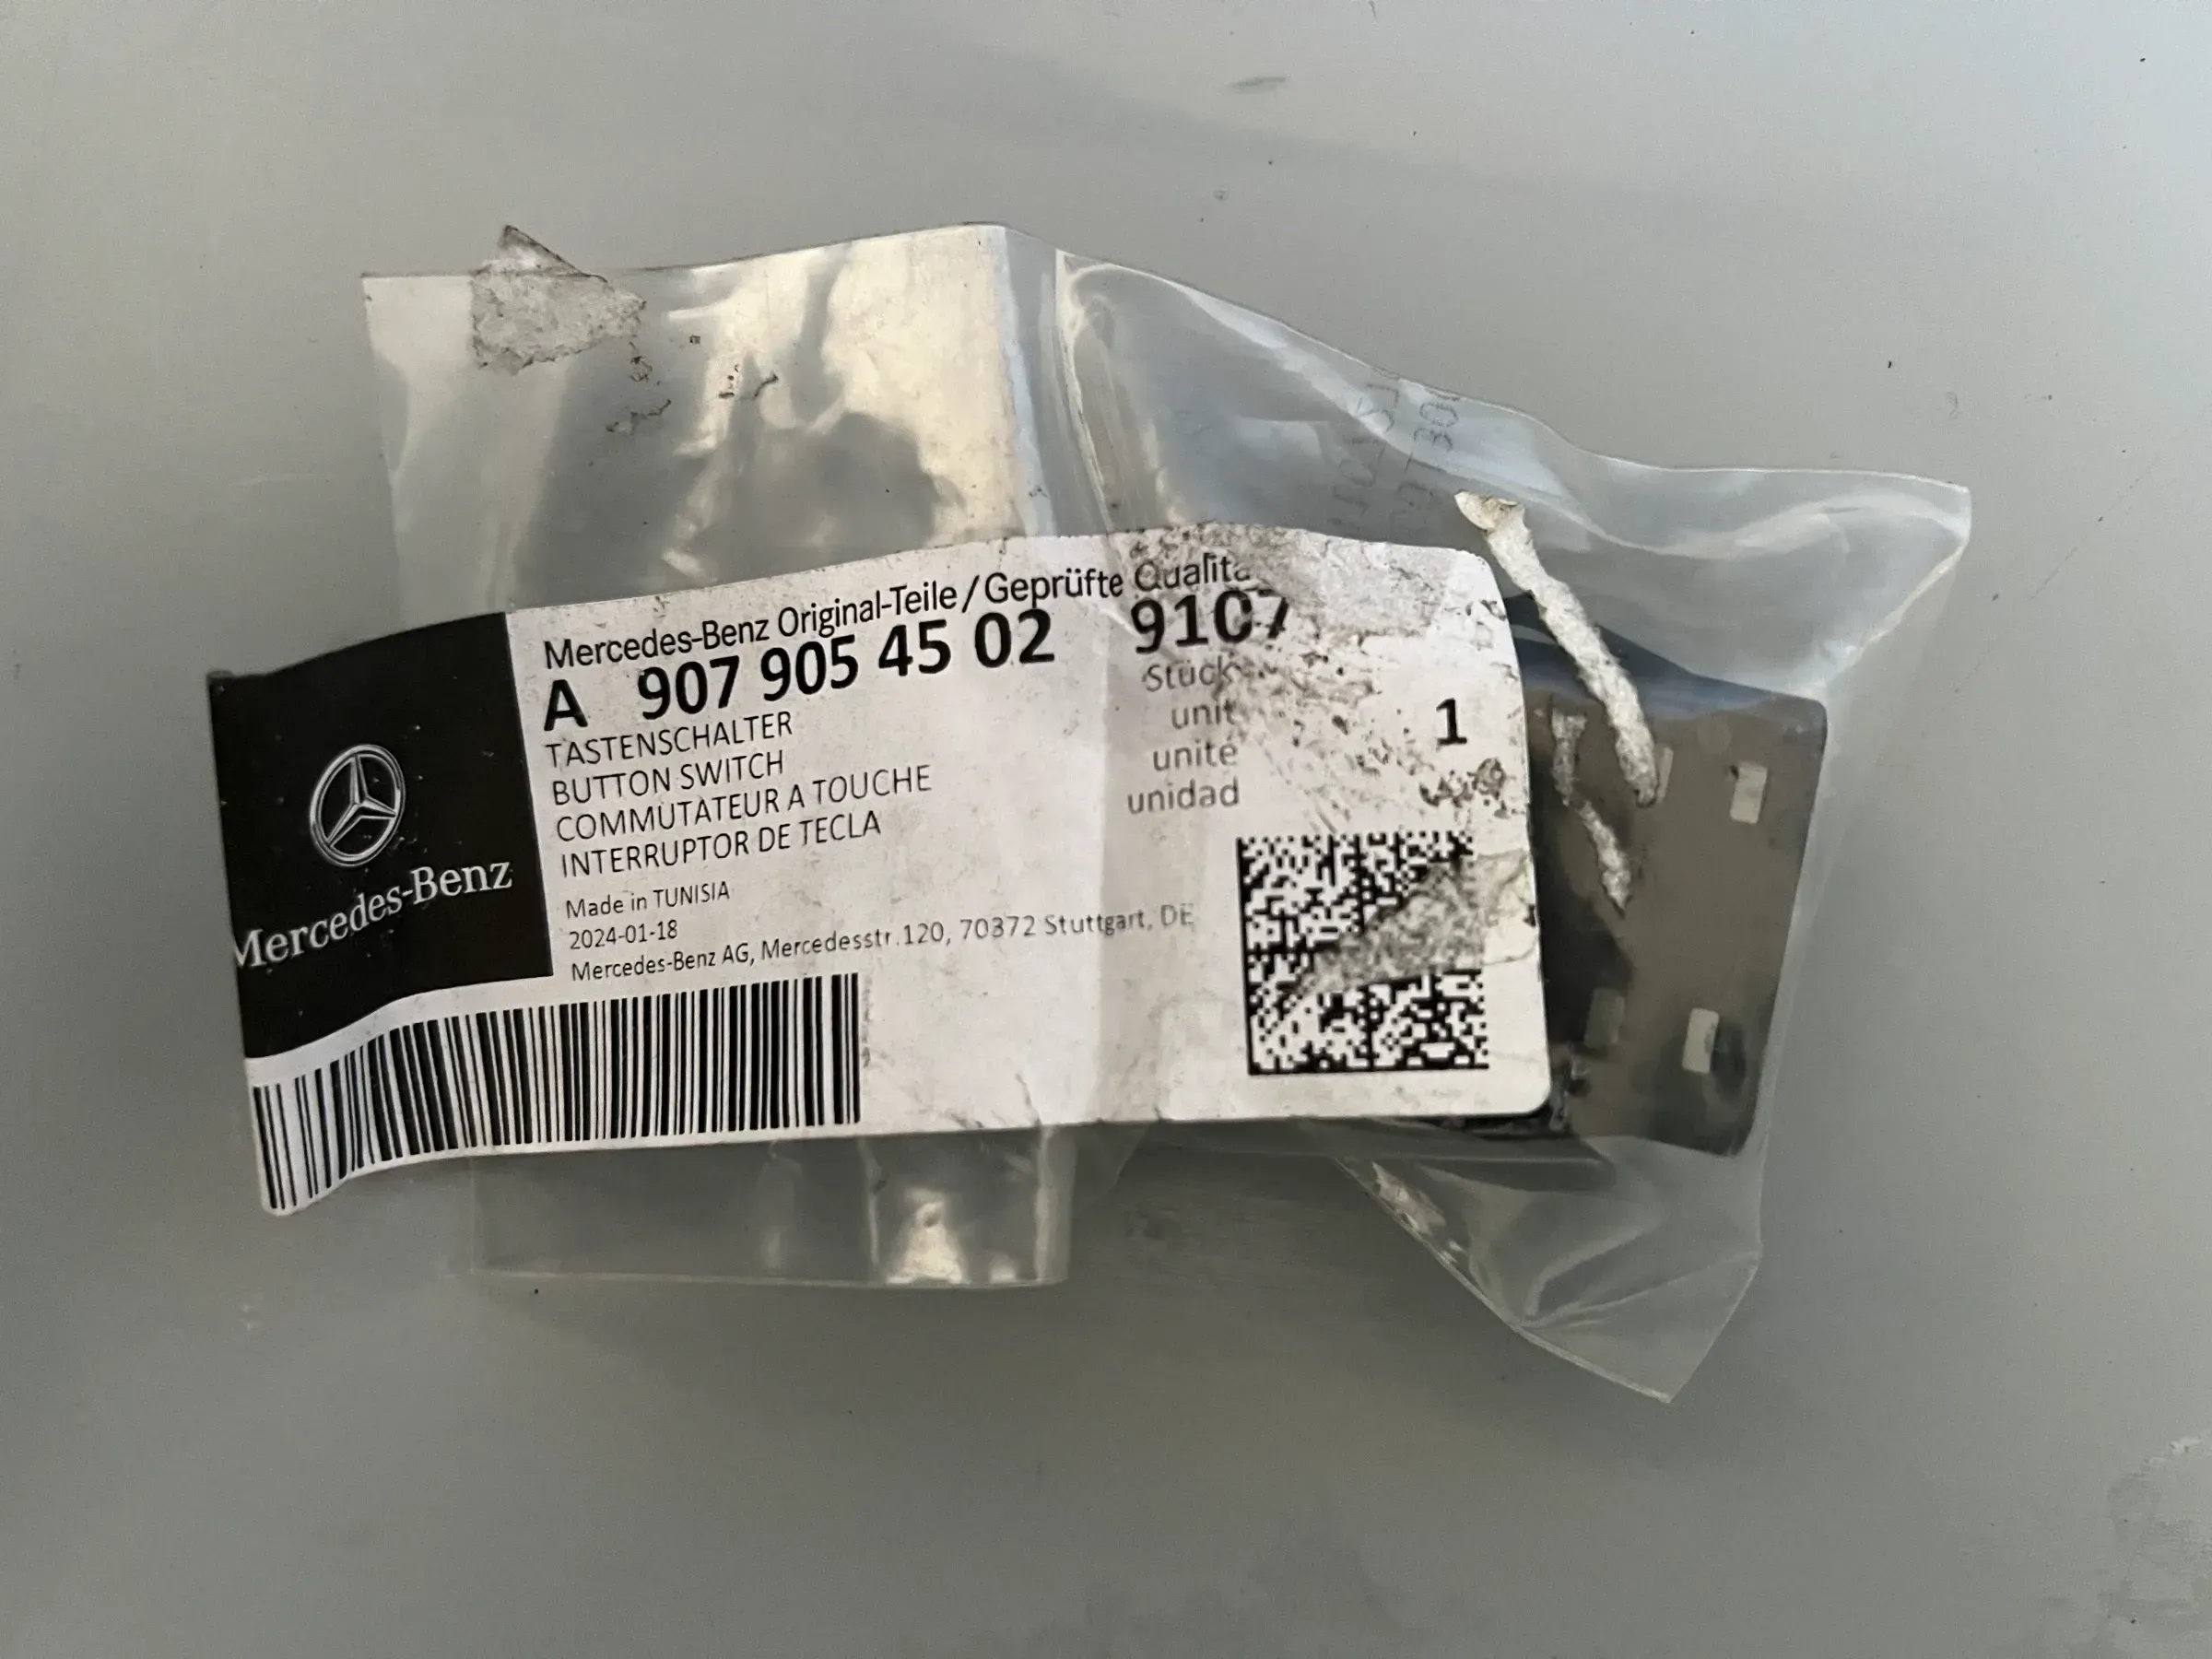 Mercedes-Benz Original-Teile / Geprüfte Qualit
A 907 905 45 02 9107
TASTENSCHALTER
BUTTON SWITCH
COMMUTATEUR A TOUCHE
INTERRUPTOR DE TECLA
Stück
unit
unité
unidad
1
Made in TUNISIA
2024-01-18
Mercedes-Benz AG, Mercedesstr.120, 70372 Stuttgart, DE
Mercedes-Benz